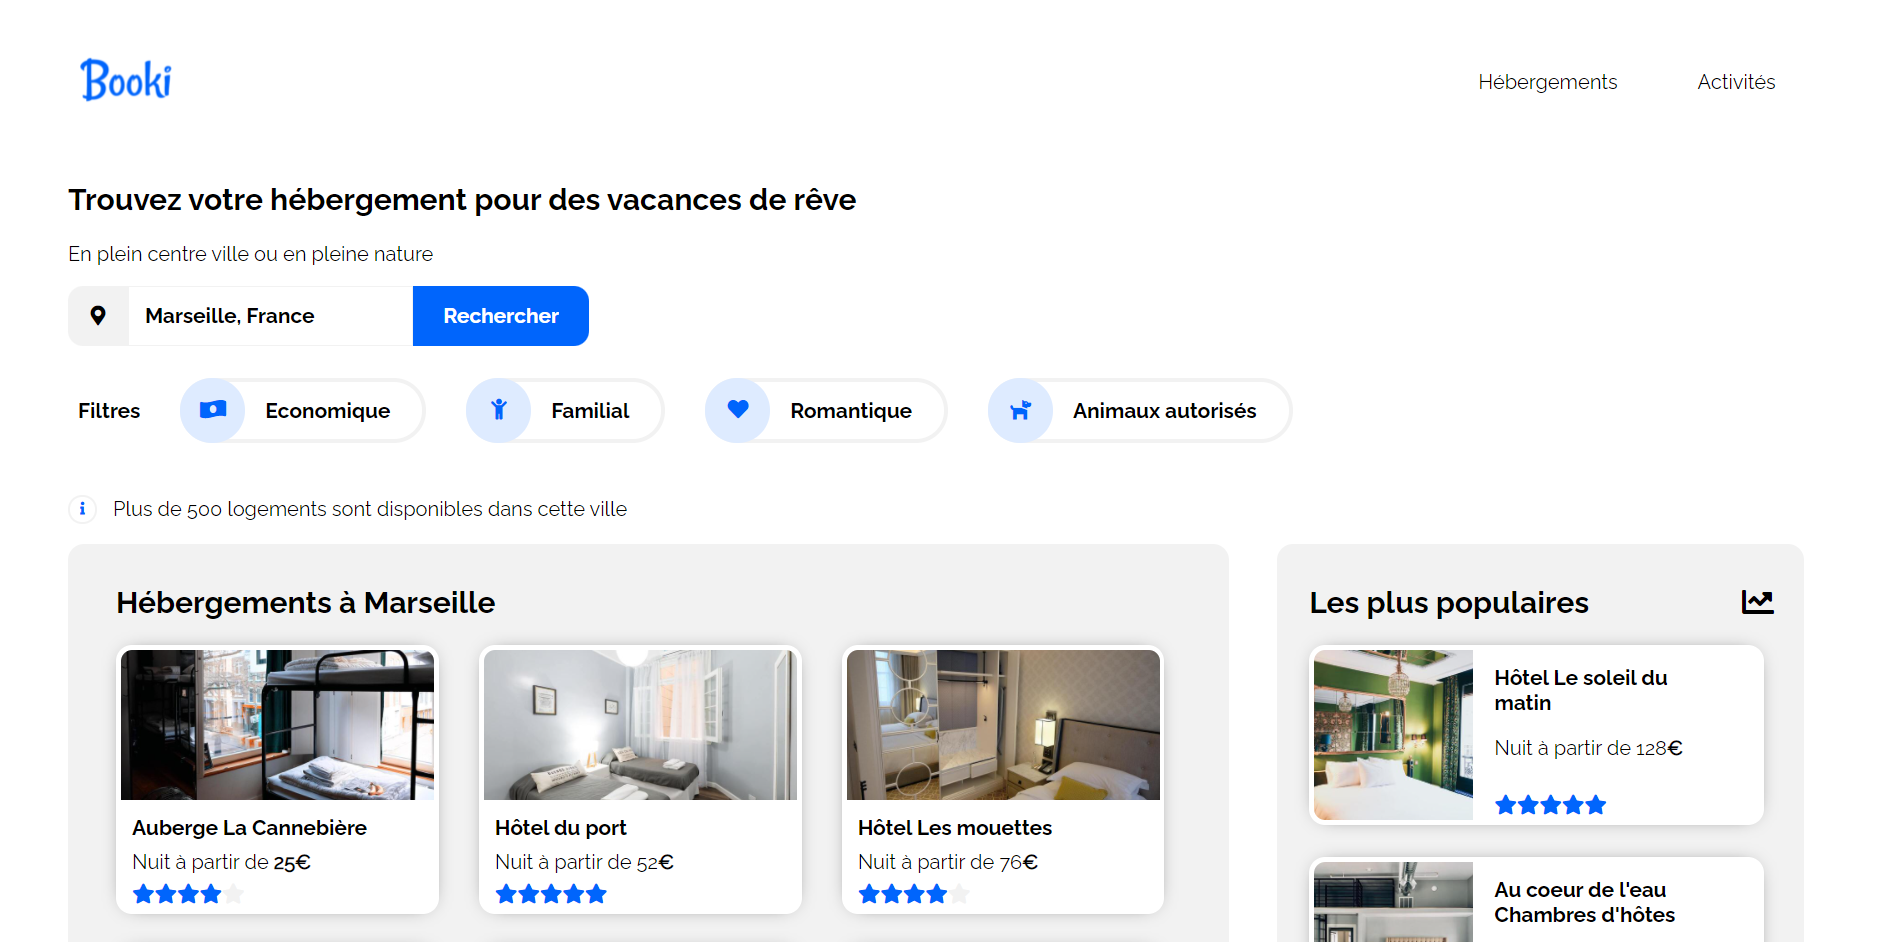 Booki
Hébergements
Activités
Trouvez votre hébergement pour des vacances de rêve
En plein centre ville ou en pleine nature
Marseille, France
Rechercher
Filtres
Economique
Familial
Romantique
Animaux autorisés
Plus de 500 logements sont disponibles dans cette ville
Hébergements à Marseille
Auberge La Cannebière
Nuit à partir de 25€
Hôtel du port
Nuit à partir de 52€
Hôtel Les mouettes
Nuit à partir de 76€
Les plus populaires
Hôtel Le soleil du
matin
Nuit à partir de 128€
Au coeur de l'eau
Chambres d'hôtes